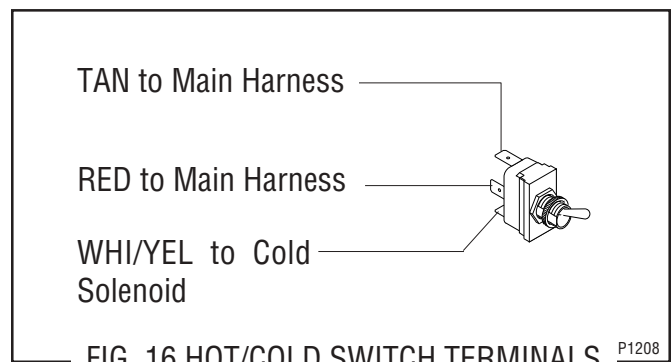 TAN to Main Harness
RED to Main Harness
WHI/YEL to Cold
Solenoid
FIG. 16 HOT/COLD SWITCH TERMINALS
P1208